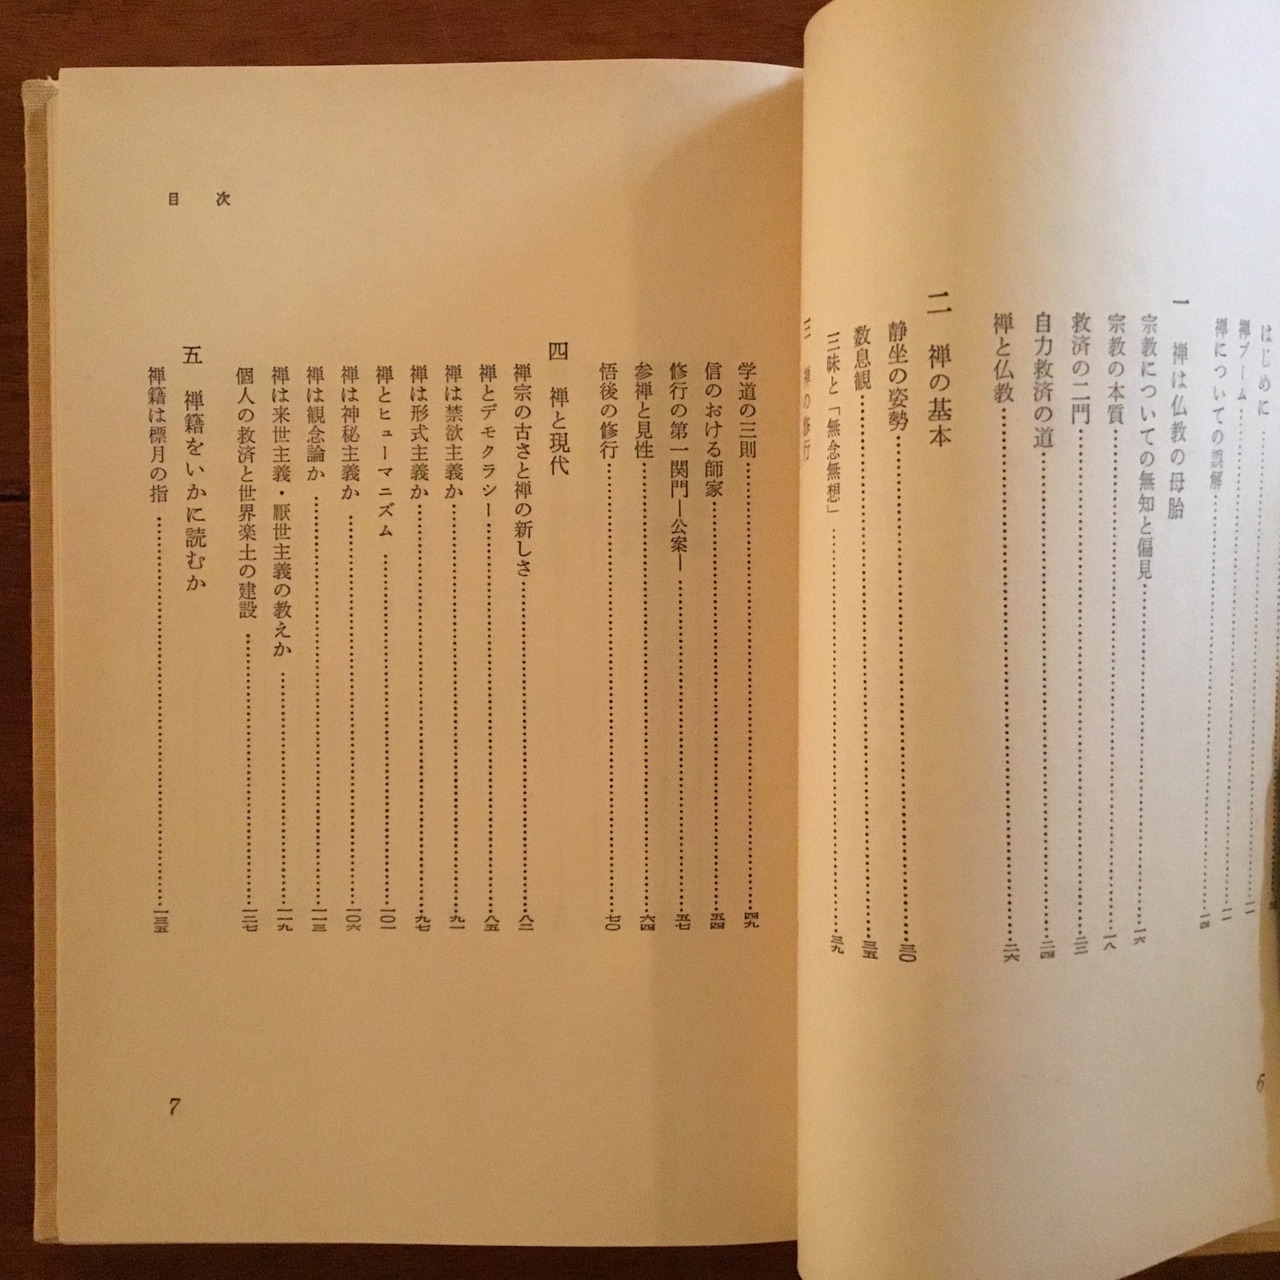 はじめに
禅ブーム……一一
禅についての誤解……一四
一 禅は仏教の母胎
宗教についての無知と偏見……一六
宗教の本質……一八
救済の二門……二三
自力救済の道……二四
禅と仏教……二六
二 禅の基本
静坐の姿勢……三〇
数息観……三五
三昧と「無念無想」……三九
三 禅の修行
6
目次
学道の三則……四九
信のおける師家……五四
修行の第一関門―公案―……五七
参禅と見性……六四
悟後の修行……七〇
四 禅と現代
禅宗の古さと禅の新しさ……八二
禅とデモクラシー……八五
禅は禁欲主義か……九一
禅は形式主義か……九七
禅とヒューマニズム……一〇一
禅は神秘主義か……一〇六
禅は観念論か……一一三
禅は来世主義・厭世主義の教えか……一一九
個人の救済と世界楽土の建設……一二七
五 禅籍をいかに読むか
禅籍は標月の指……一三五
7